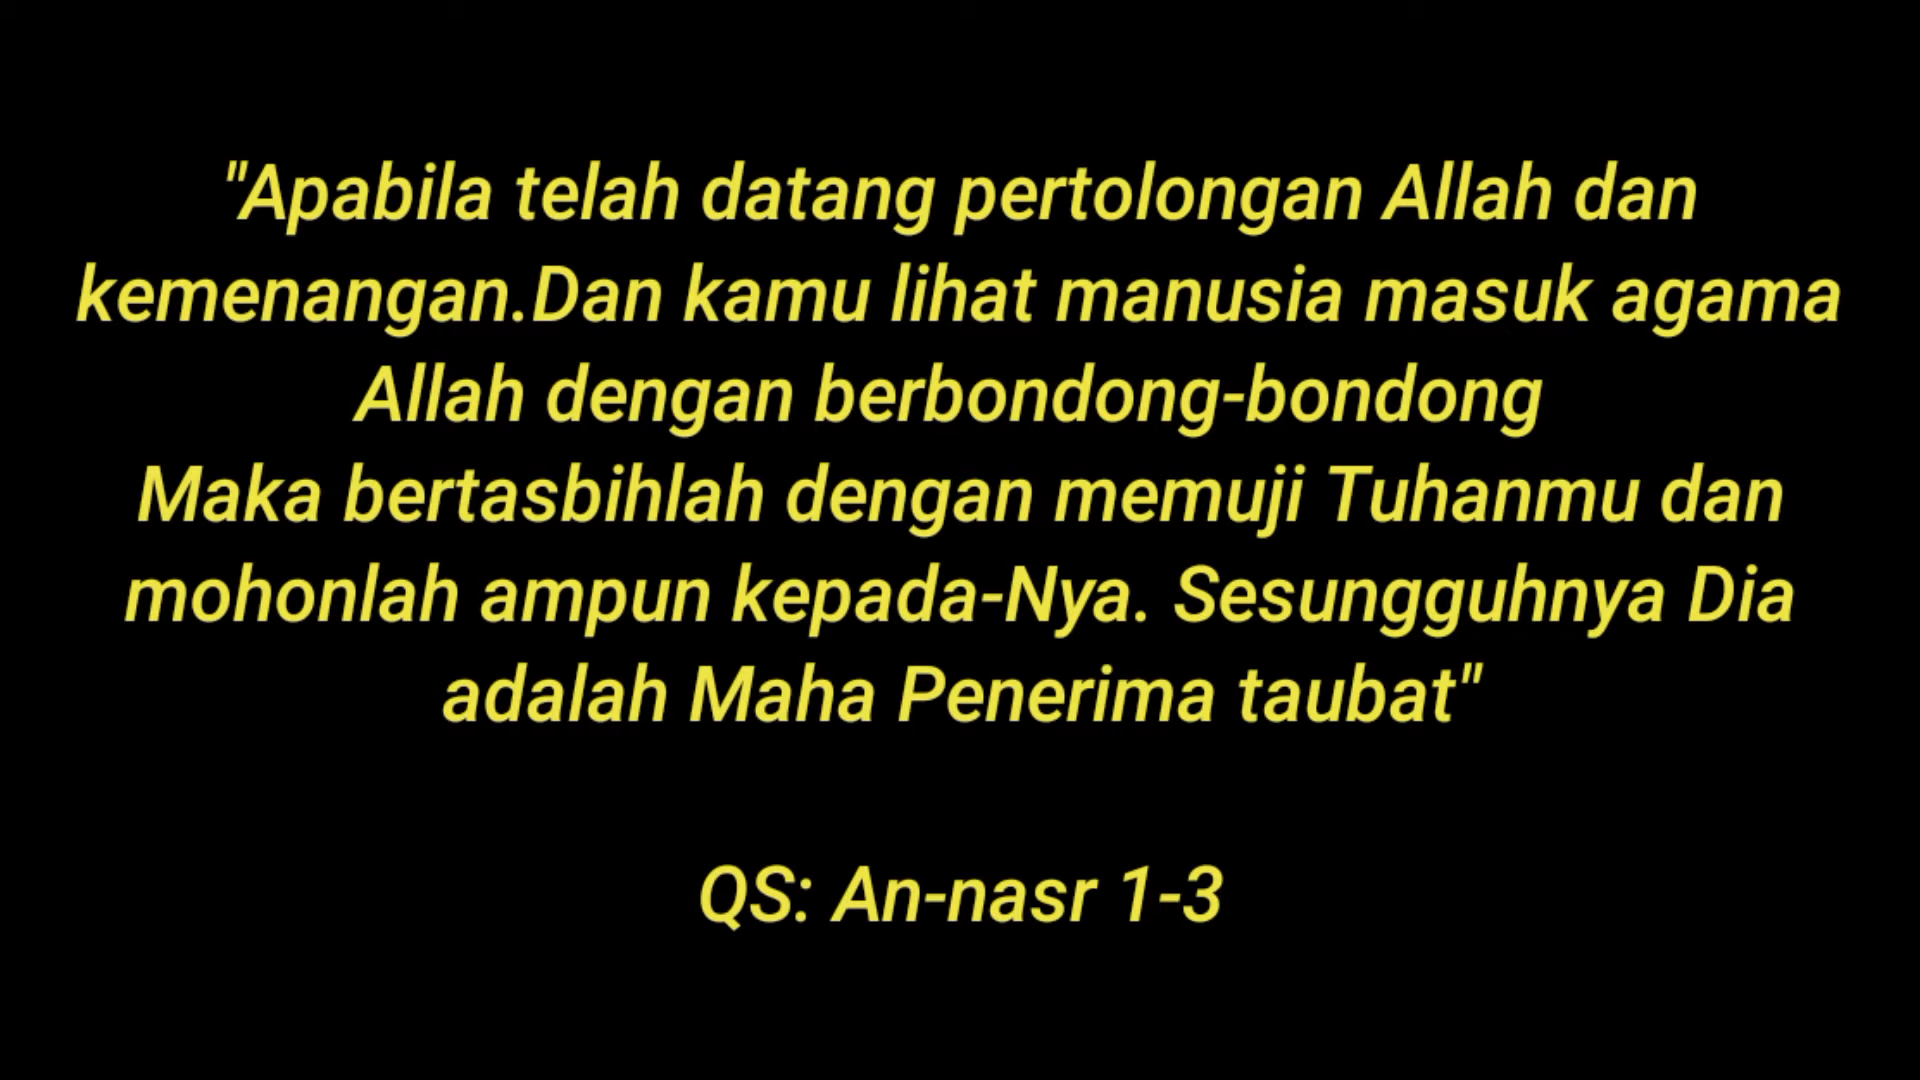 "Apabila telah datang pertolongan Allah dan
kemenangan.Dan kamu lihat manusia masuk agama
Allah dengan berbondong-bondong
Maka bertasbihlah dengan memuji Tuhanmu dan
mohonlah ampun kepada-Nya. Sesungguhnya Dia
adalah Maha Penerima taubat"
QS: An-nasr 1-3